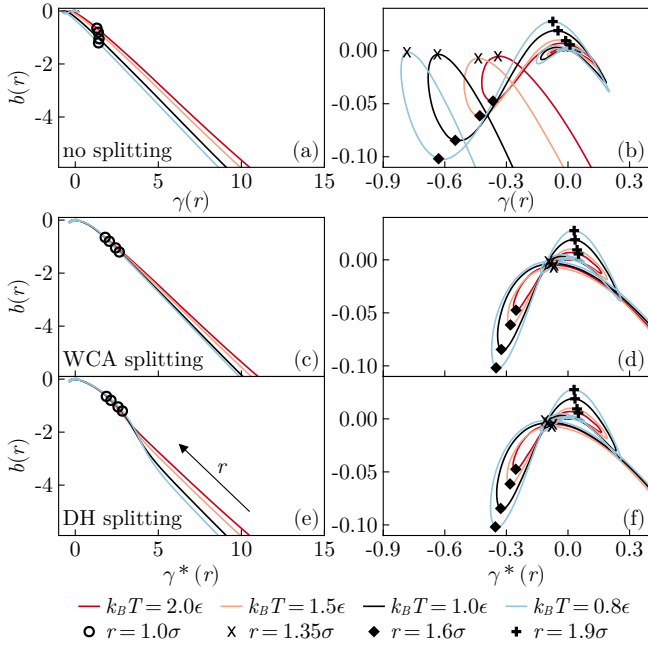 0
−2
−4
b(r)
no splitting
(a)
0
5
10
15
γ(r)
0.00
−0.05
−0.10
b(r)
(b)
−0.9
−0.6
−0.3
0.0
0.3
γ(r)
0
−2
−4
b(r)
WCA splitting
(c)
0.00
−0.05
−0.10
(d)
0
−2
−4
b(r)
r
DH splitting
(e)
0
5
10
15
γ*(r)
0.00
−0.05
−0.10
(f)
−0.9
−0.6
−0.3
0.0
0.3
γ*(r)
k_BT = 2.0ϵ k_BT = 1.5ϵ k_BT = 1.0ϵ k_BT = 0.8ϵ
r = 1.0σ r = 1.35σ r = 1.6σ r = 1.9σ